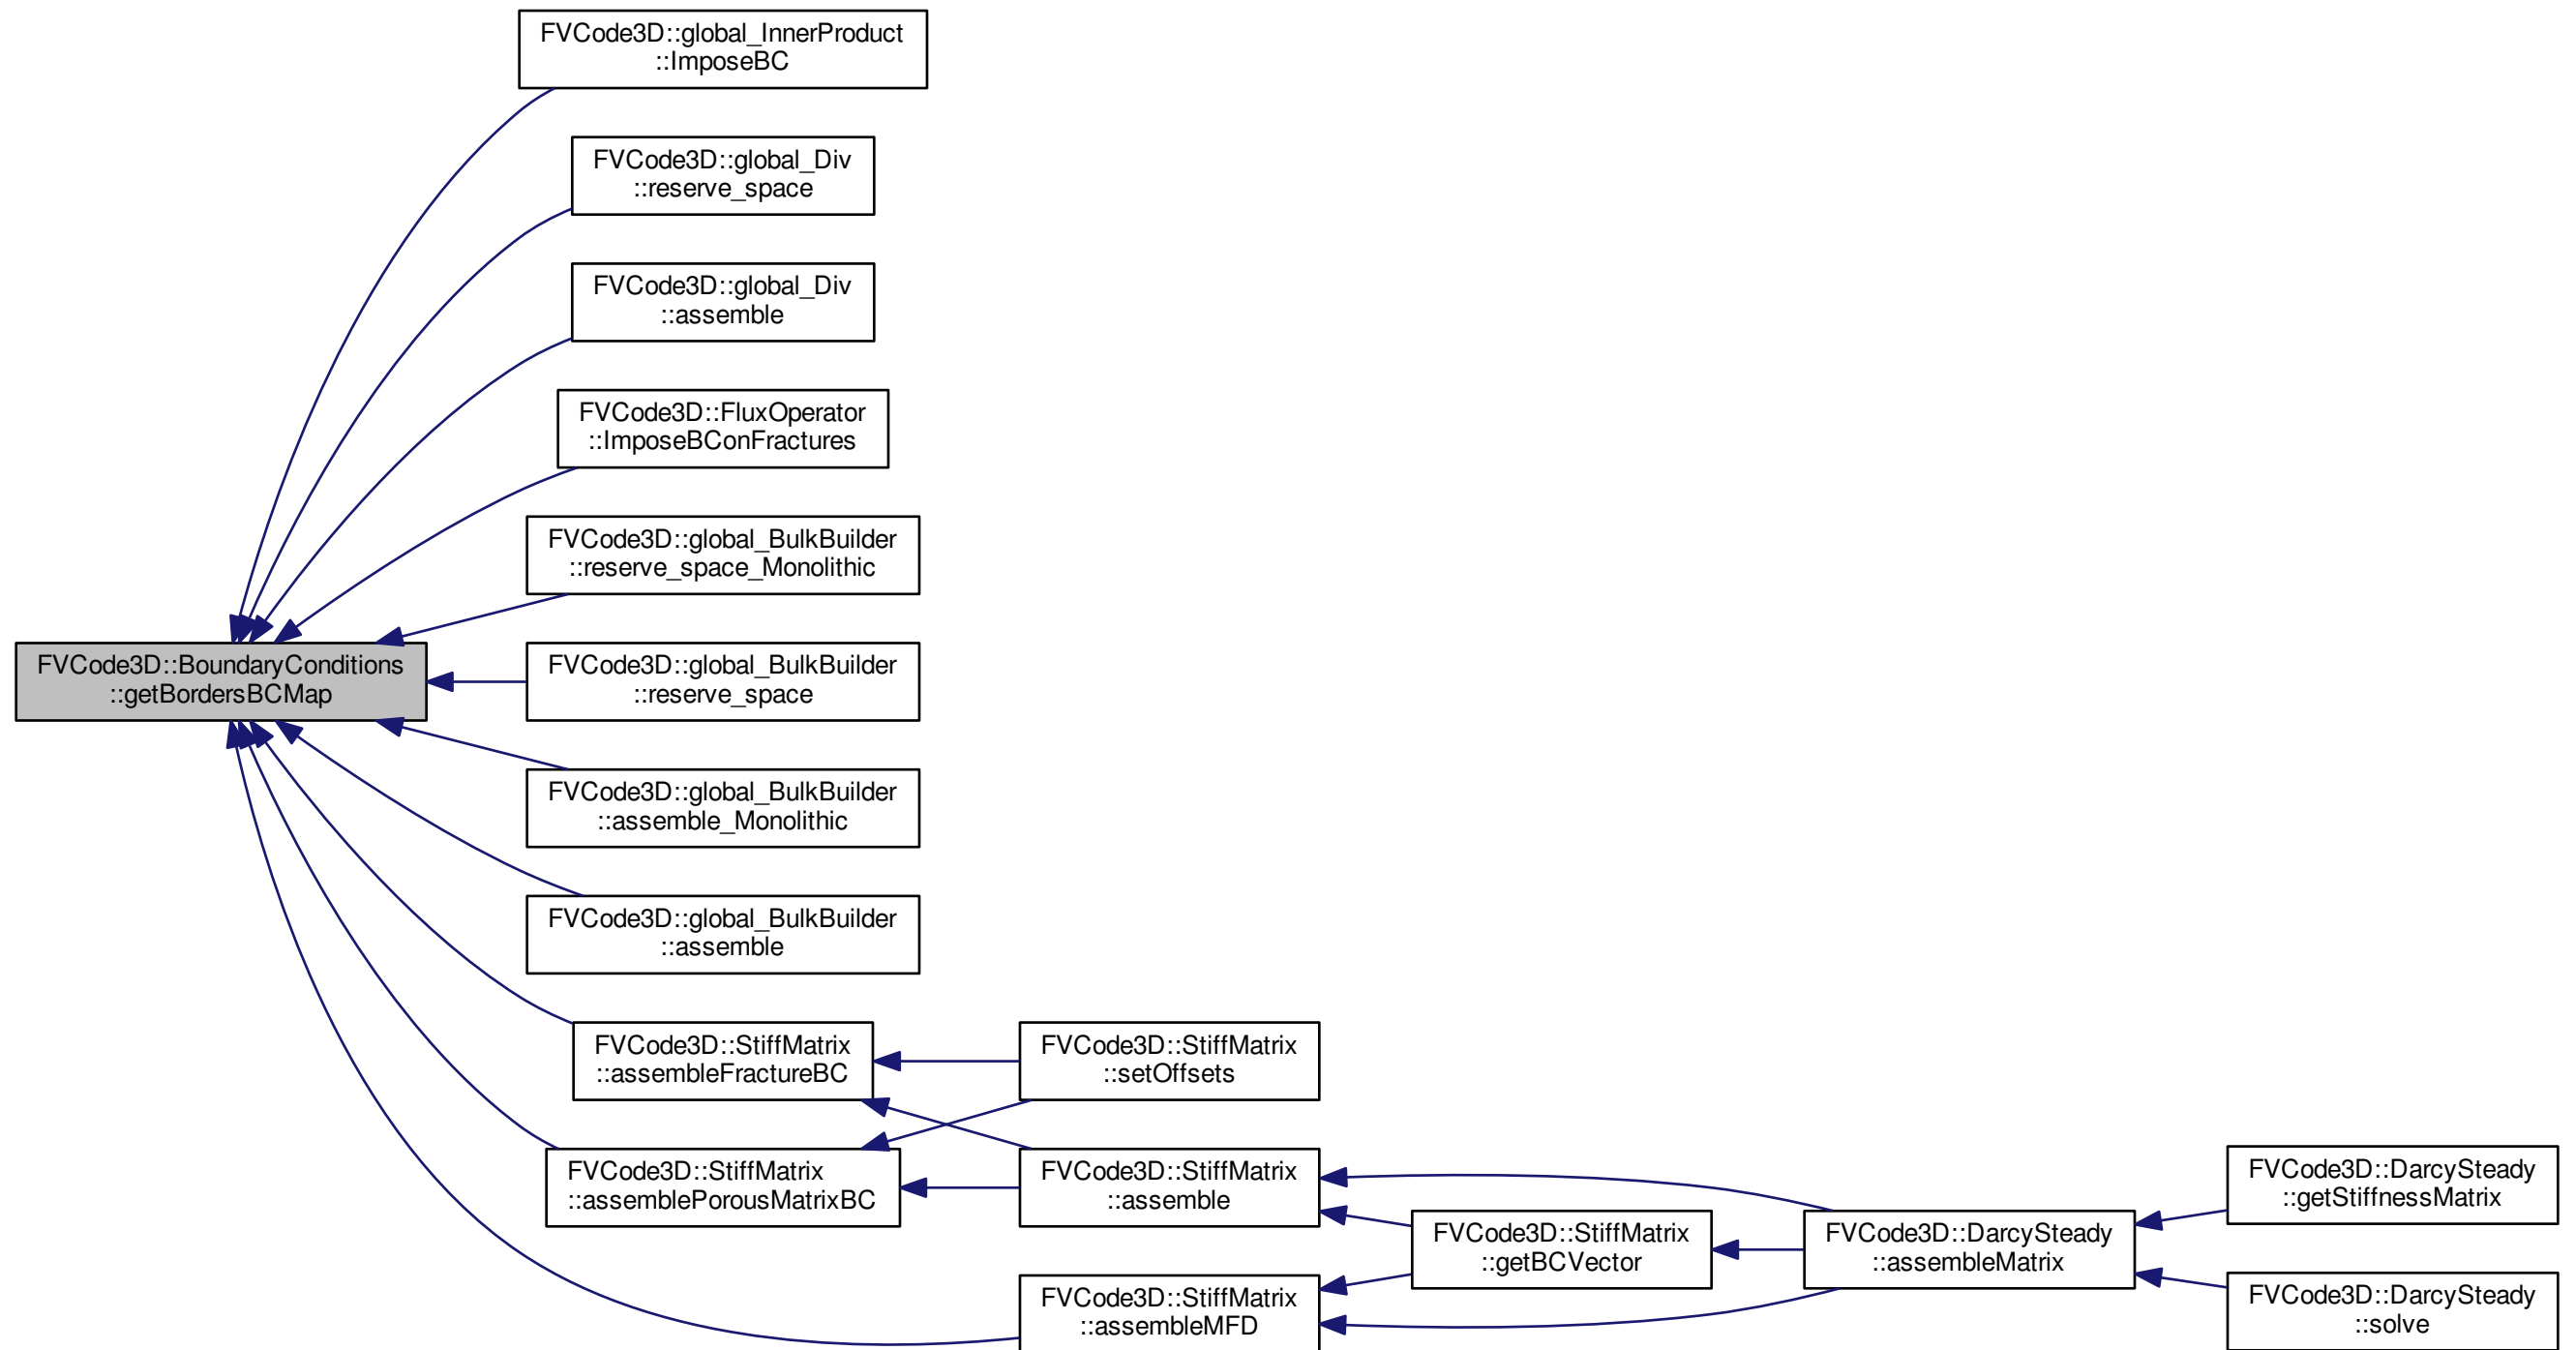 FVCode3D::global_InnerProduct
::ImposeBC
FVCode3D::global_Div
::reserve_space
FVCode3D::global_Div
::assemble
FVCode3D::FluxOperator
::ImposeBConFractures
FVCode3D::global_BulkBuilder
::reserve_space_Monolithic
FVCode3D::BoundaryConditions
::getBordersBCMap
FVCode3D::global_BulkBuilder
::reserve_space
FVCode3D::global_BulkBuilder
::assemble_Monolithic
FVCode3D::global_BulkBuilder
::assemble
FVCode3D::StiffMatrix
::assembleFractureBC
FVCode3D::StiffMatrix
::setOffsets
FVCode3D::StiffMatrix
::assemblePorousMatrixBC
FVCode3D::StiffMatrix
::assemble
FVCode3D::StiffMatrix
::getBCVector
FVCode3D::DarcySteady
::assembleMatrix
FVCode3D::DarcySteady
::getStiffnessMatrix
FVCode3D::StiffMatrix
::assembleMFD
FVCode3D::DarcySteady
::solve